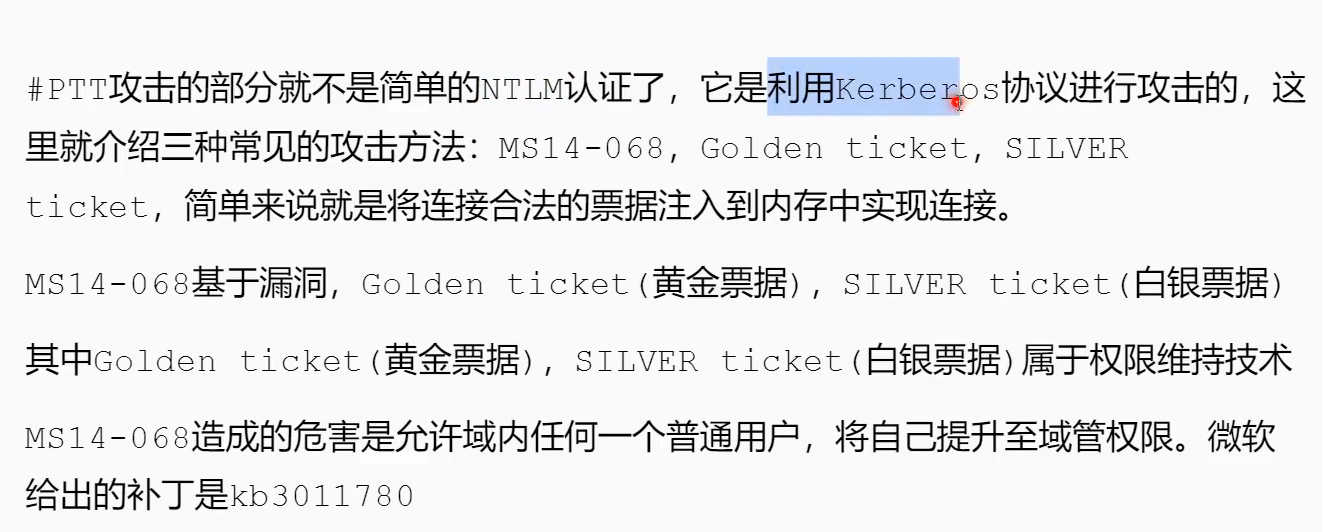 #PTT攻击的部分就不是简单的NTLM认证了，它是利用Kerberos协议进行攻击的，这
里就介绍三种常见的攻击方法：MS14-068，Golden ticket，SILVER
ticket，简单来说就是将连接合法的票据注入到内存中实现连接。
MS14-068基于漏洞，Golden ticket(黄金票据)，SILVER ticket(白银票据)
其中Golden ticket(黄金票据)，SILVER ticket(白银票据)属于权限维持技术
MS14-068造成的危害是允许域内任何一个普通用户，将自己提升至域管权限。微软
给出的补丁是kb3011780